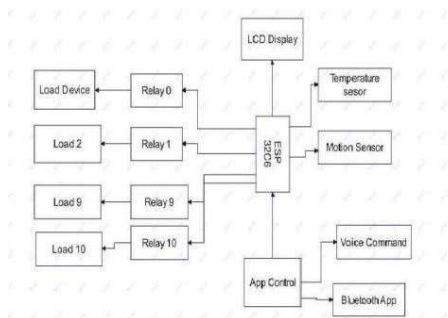 LCD Display
Load Device
Relay 0
Temperature
sesor
Load 2
Relay 1
ESP
32C6
Motion Sensor
Load 9
Relay 9
Load 10
Relay 10
Voice Command
App Control
Bluetooth App